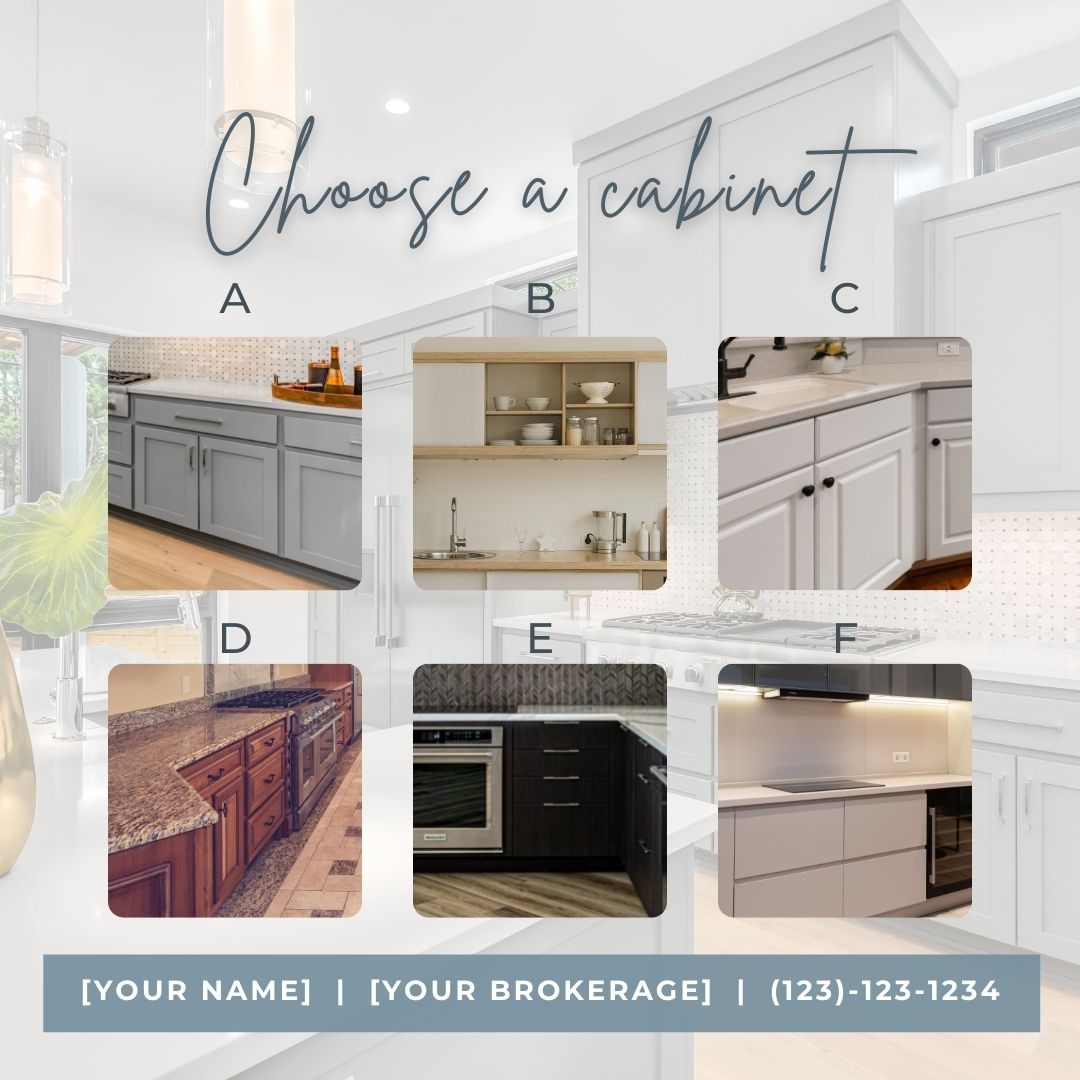 Choose a cabinet
A B C
D E F
[YOUR NAME] | [YOUR BROKERAGE] | (123)-123-1234